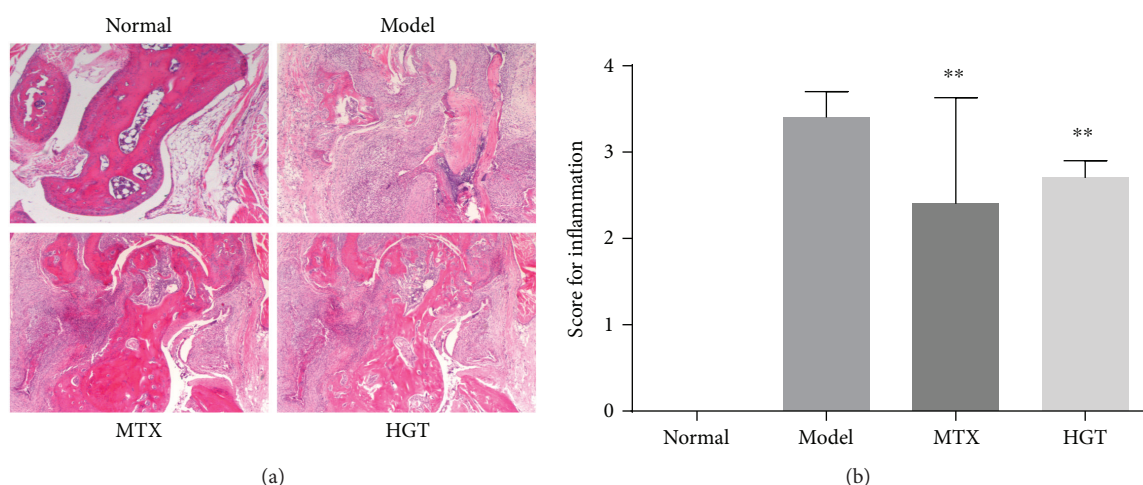 Normal
Model
MTX
HGT
(a)
Score for inflammation
4
3
2
1
0
**
**
Normal
Model
MTX
HGT
(b)